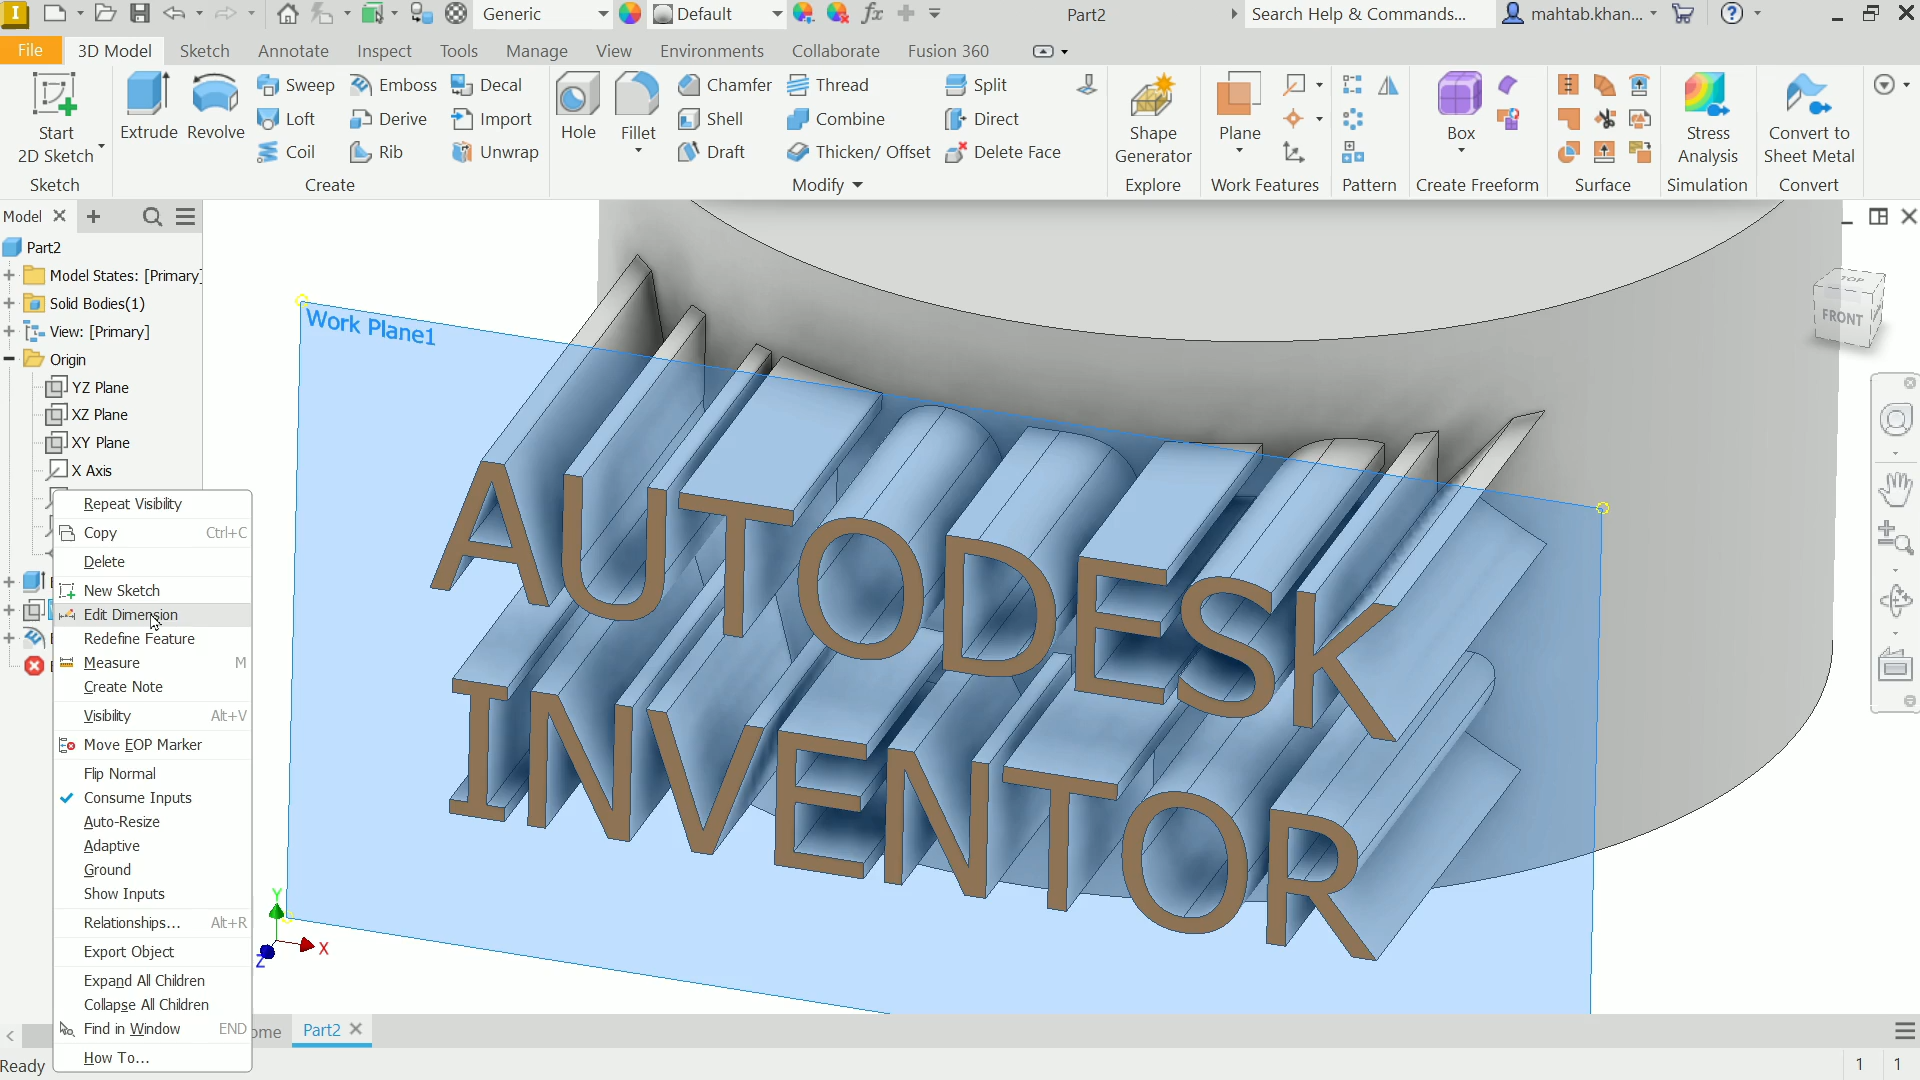 Generic
Default
fx
Part2
Search Help & Commands...
mahtab.khan...
File
3D Model
Sketch
Annotate
Inspect
Tools
Manage
View
Environments
Collaborate
Fusion 360
Start
2D Sketch
Sketch
Extrude
Revolve
Sweep
Loft
Coil
Emboss
Derive
Rib
Decal
Import
Unwrap
Create
Hole
Fillet
Chamfer
Shell
Draft
Thread
Combine
Thicken/ Offset
Split
Direct
Delete Face
Modify
Shape
Generator
Explore
Plane
Work Features
Pattern
Box
Create Freeform
Surface
Stress
Analysis
Simulation
Convert to
Sheet Metal
Convert
Model
Part2
Model States: [Primary]
Solid Bodies(1)
View: [Primary]
Origin
YZ Plane
XZ Plane
XY Plane
X Axis
Repeat Visibility
Copy Ctrl+C
Delete
New Sketch
Edit Dimension
Redefine Feature
Measure M
Create Note
Visibility Alt+V
Move EOP Marker
Flip Normal
Consume Inputs
Auto-Resize
Adaptive
Ground
Show Inputs
Relationships... Alt+R
Export Object
Expand All Children
Collapse All Children
Find in Window END
How To...
Work Plane1
AUTODESK
INVENTOR
TOP
FRONT
Y
X
Z
ome
Part2
Ready
1 1